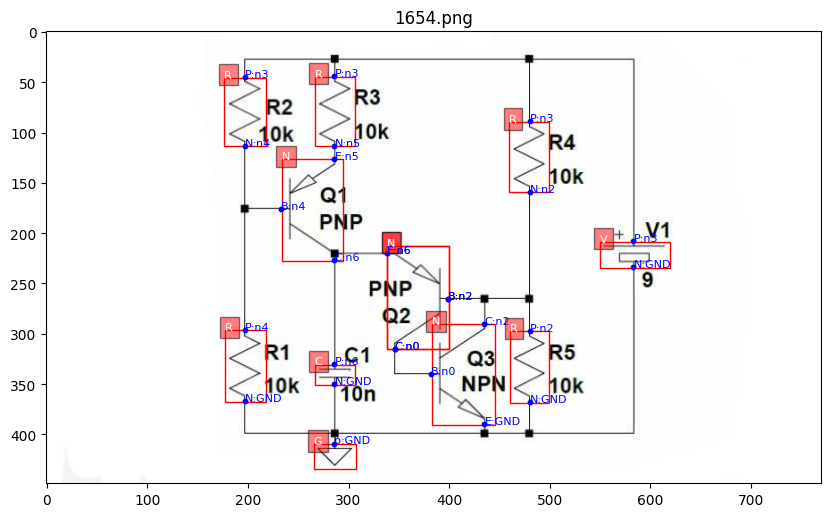 1654.png
0
50
100
150
200
250
300
350
400
0
100
200
300
400
500
600
700
R
P:n3
R2
10k
N:n4
R
P:n3
R3
10k
N:n5
N
E:n5
B:n4
Q1
PNP
C:n6
R
P:n3
R4
10k
N:n2
V
+
V1
P:n3
N:GND
9
N
E:n6
PNP
Q2
B:n2
C:n0
N
C:n2
Q3
NPN
B:n0
E:GND
R
P:n2
R5
10k
N:GND
R
P:n4
R1
10k
N:GND
C
C1
P:n6
N:GND
10n
G
p:GND